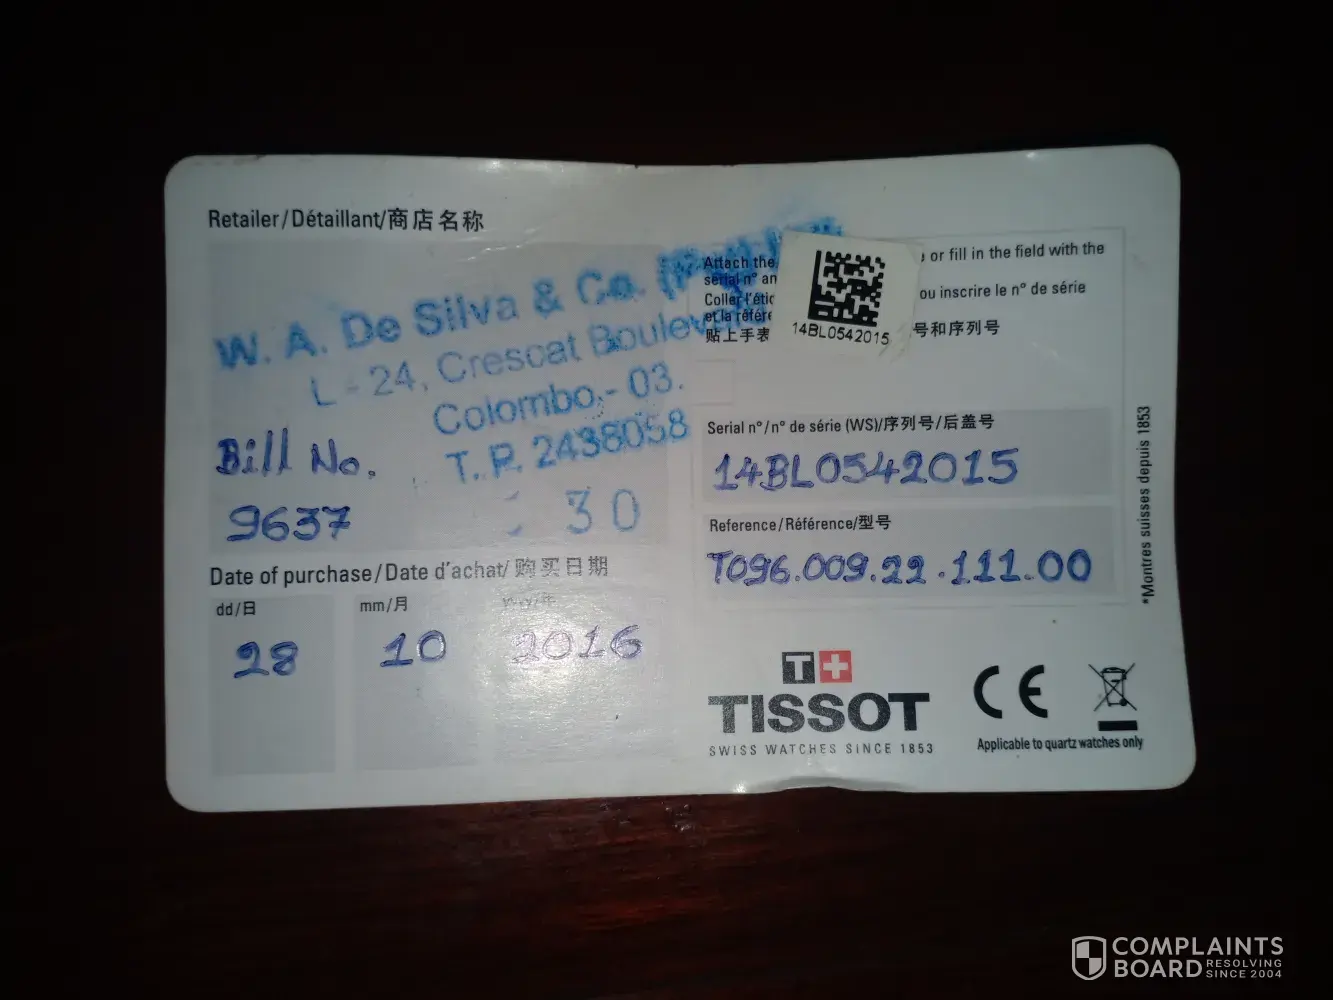 Retailer/Détaillant/商店名称
W. A. De Silva & Co.
L - 24, Crescat Boulev
Colombo,- 03.
T. P. 2438058
30
Bill No.
9637
Date of purchase/Date d'achat/购买日期
dd/日
mm/月
28
10
2016
Attach the
or fill in the field with the
serial n° an
Coller l'étic
ou inscrire le n° de série
et la référe
贴上手表
号和序列号
14BL0542015
Serial n°/n° de série (WS)/序列号/后盖号
14BL0542015
Reference/Référence/型号
T096.009.22.111.00
*Montres suisses depuis 1853
T+
TISSOT
SWISS WATCHES SINCE 1853
CE
Applicable to quartz watches only
COMPLAINTS
BOARD RESOLVING
SINCE 2004